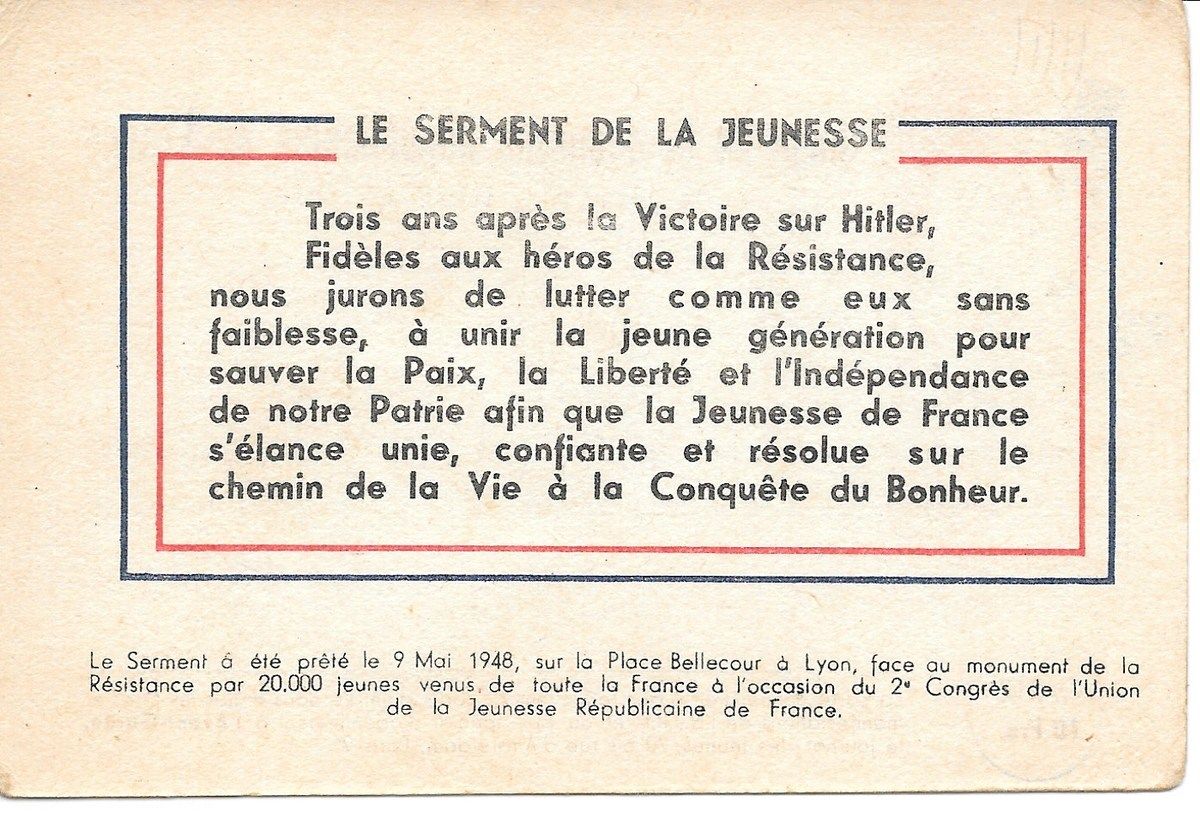 LE SERMENT DE LA JEUNESSE
Trois ans après la Victoire sur Hitler,
Fidèles aux héros de la Résistance,
nous jurons de lutter comme eux sans
faiblesse, à unir la jeune génération pour
sauver la Paix, la Liberté et l'Indépendance
de notre Patrie afin que la Jeunesse de France
s'élance unie, confiante et résolue sur le
chemin de la Vie à la Conquête du Bonheur.
Le Serment á été prêté le 9 Mai 1948, sur la Place Bellecour à Lyon, face au monument de la
Résistance par 20.000 jeunes venus de toute la France à l'occasion du 2e Congrès de l'Union
de la Jeunesse Républicaine de France.